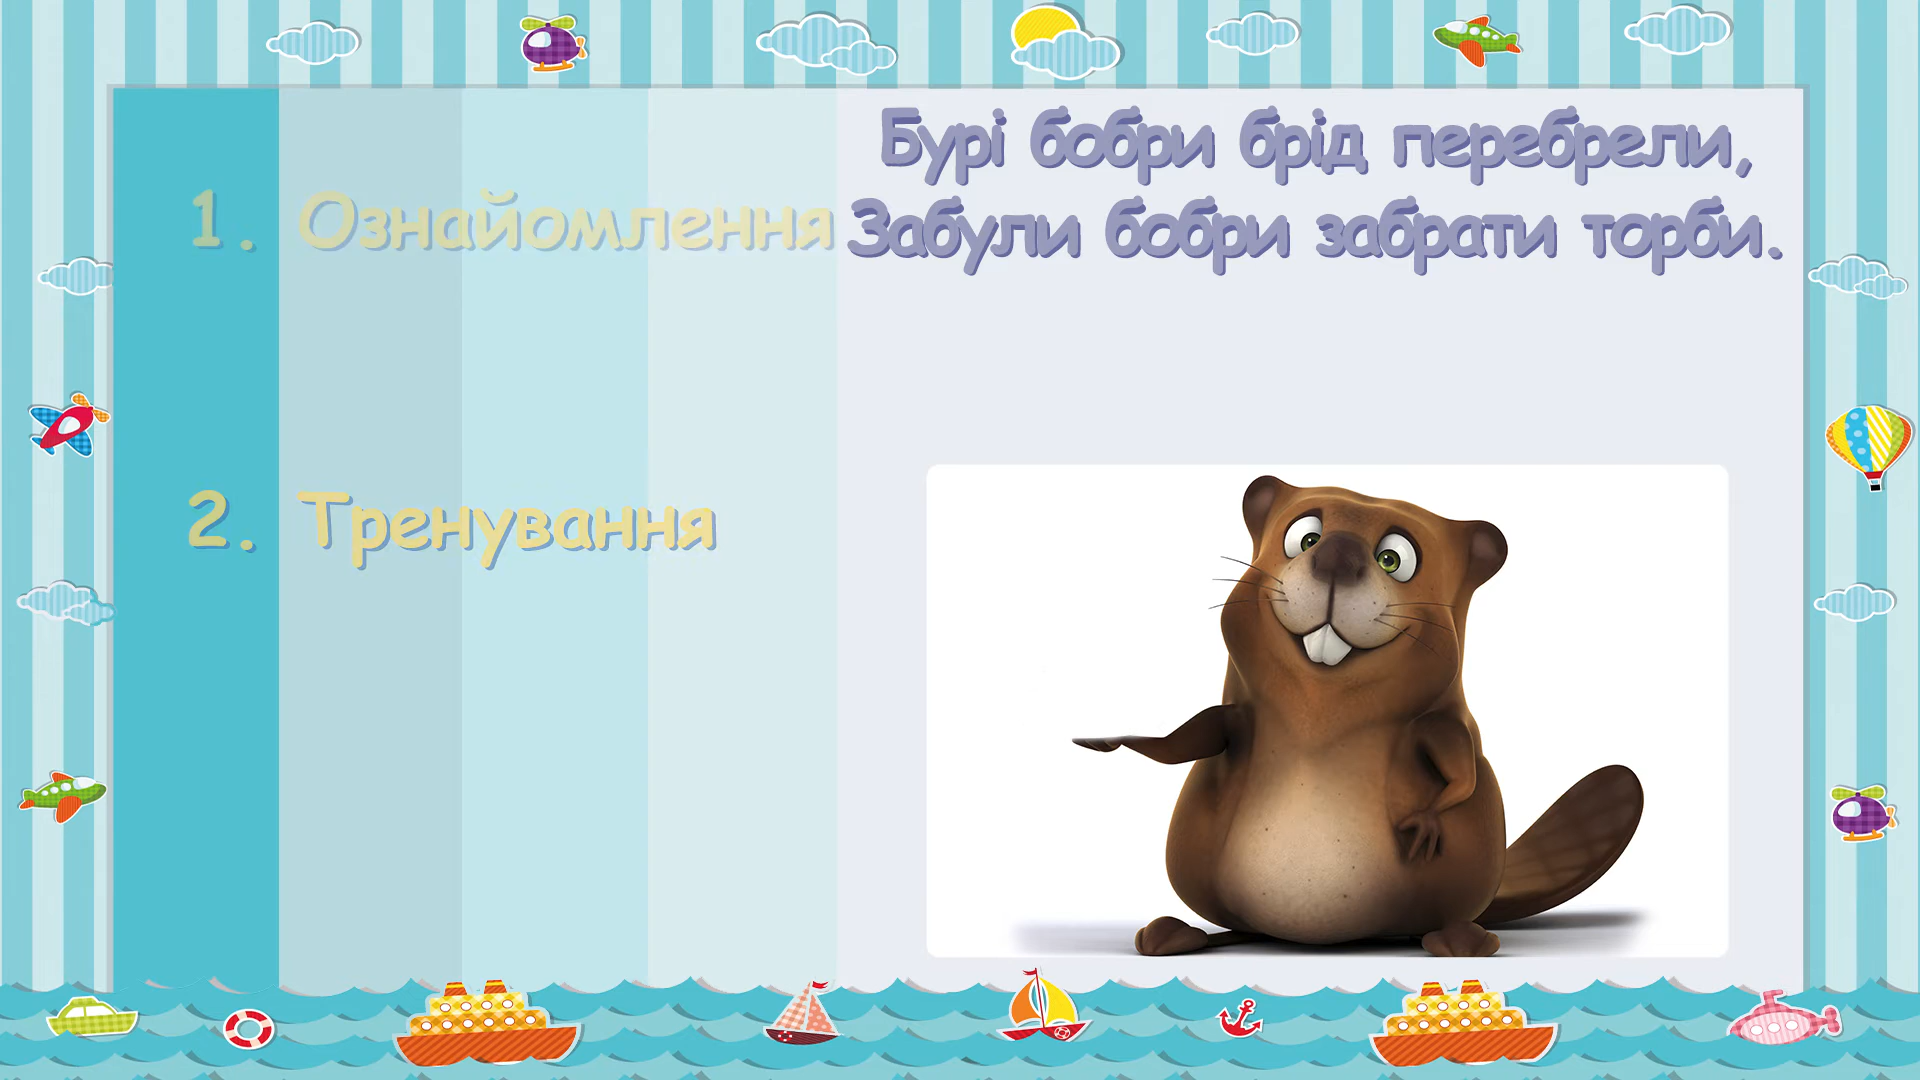 1. Ознайомлення
2. Тренування
Бурі бобри брід перебрели,
Забули бобри забрати торби.